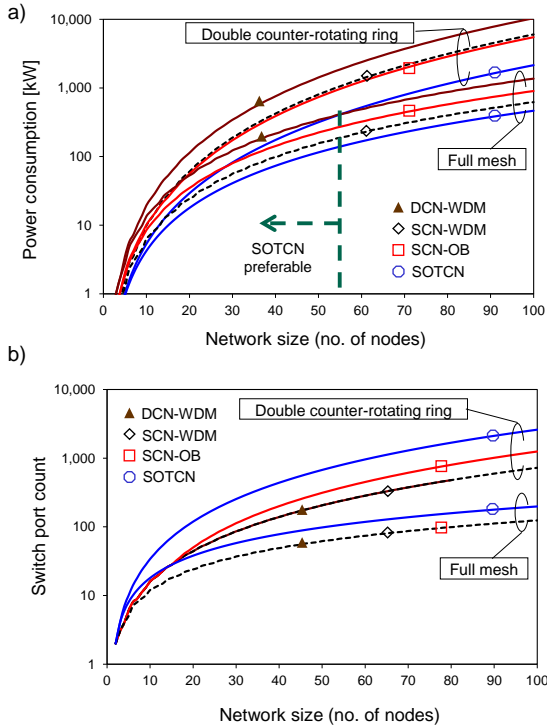 a)
10,000
1,000
100
10
1
Power consumption [kW]
Double counter-rotating ring
Full mesh
SOTCN
preferable
DCN-WDM
SCN-WDM
SCN-OB
SOTCN
0 10 20 30 40 50 60 70 80 90 100
Network size (no. of nodes)
b)
10,000
1,000
100
10
1
Switch port count
DCN-WDM
SCN-WDM
SCN-OB
SOTCN
Double counter-rotating ring
Full mesh
0 10 20 30 40 50 60 70 80 90 100
Network size (no. of nodes)